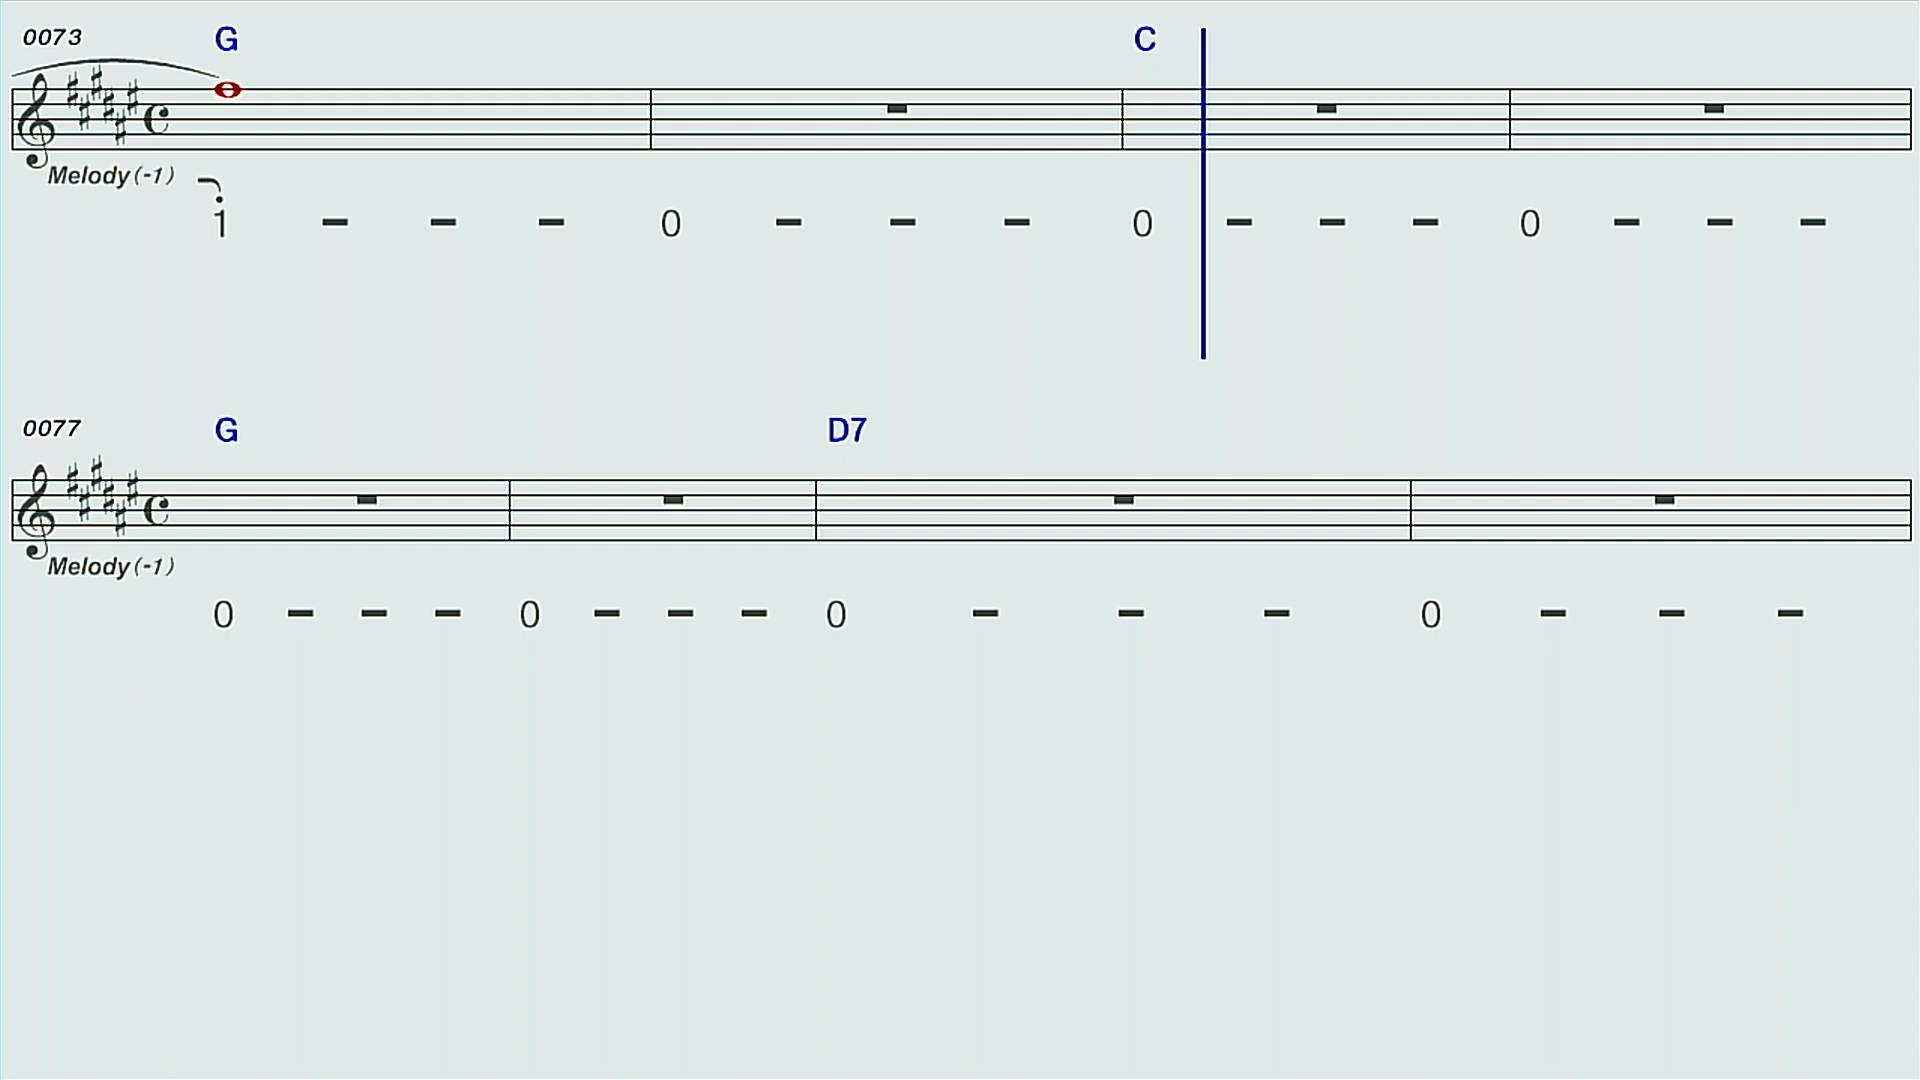 0073 G C
Melody(-1)
1 - - - 0 - - - 0 - - - 0 - - -
0077 G D7
Melody(-1)
0 - - - 0 - - - 0 - - - 0 - - -